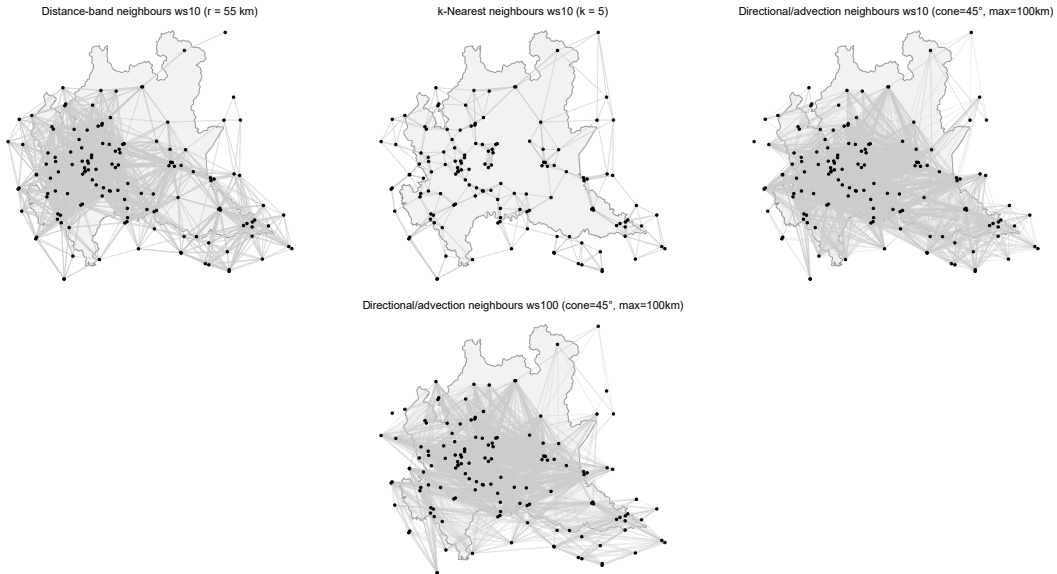 Distance-band neighbours ws10 (r = 55 km)
k-Nearest neighbours ws10 (k = 5)
Directional/advection neighbours ws10 (cone=45°, max=100km)
Directional/advection neighbours ws100 (cone=45°, max=100km)